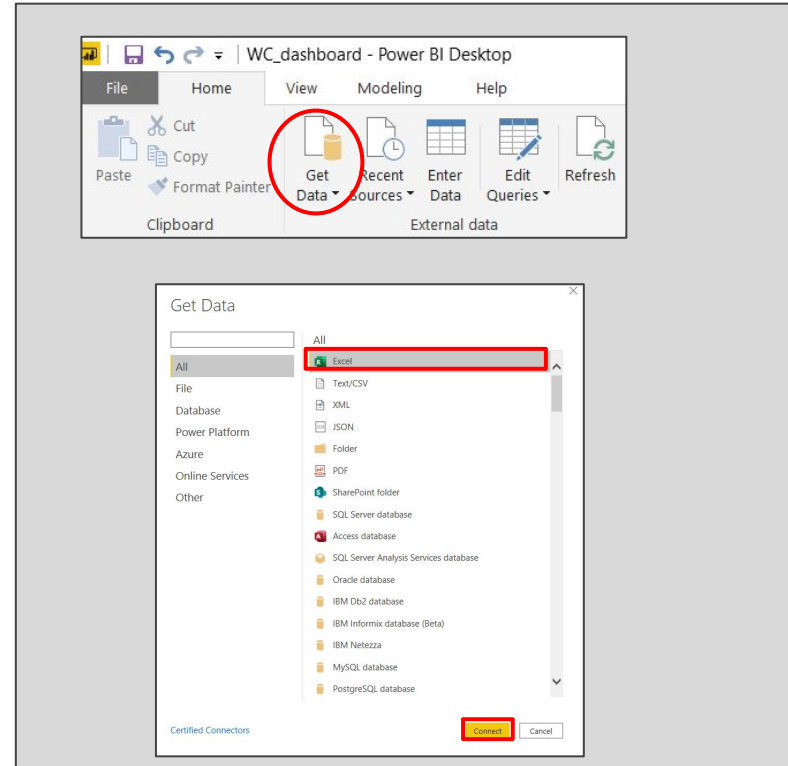 WC_dashboard - Power BI Desktop
File Home View Modeling Help
Cut
Copy
Format Painter
Paste
Get Data
Recent Sources
Enter Data
Edit Queries
Refresh
Clipboard
External data
Get Data
All
File
Database
Power Platform
Azure
Online Services
Other
All
Excel
Text/CSV
XML
JSON
Folder
PDF
SharePoint folder
SQL Server database
Access database
SQL Server Analysis Services database
Oracle database
IBM Db2 database
IBM Informix database (Beta)
IBM Netezza
MySQL database
PostgreSQL database
Certified Connectors
Connect
Cancel